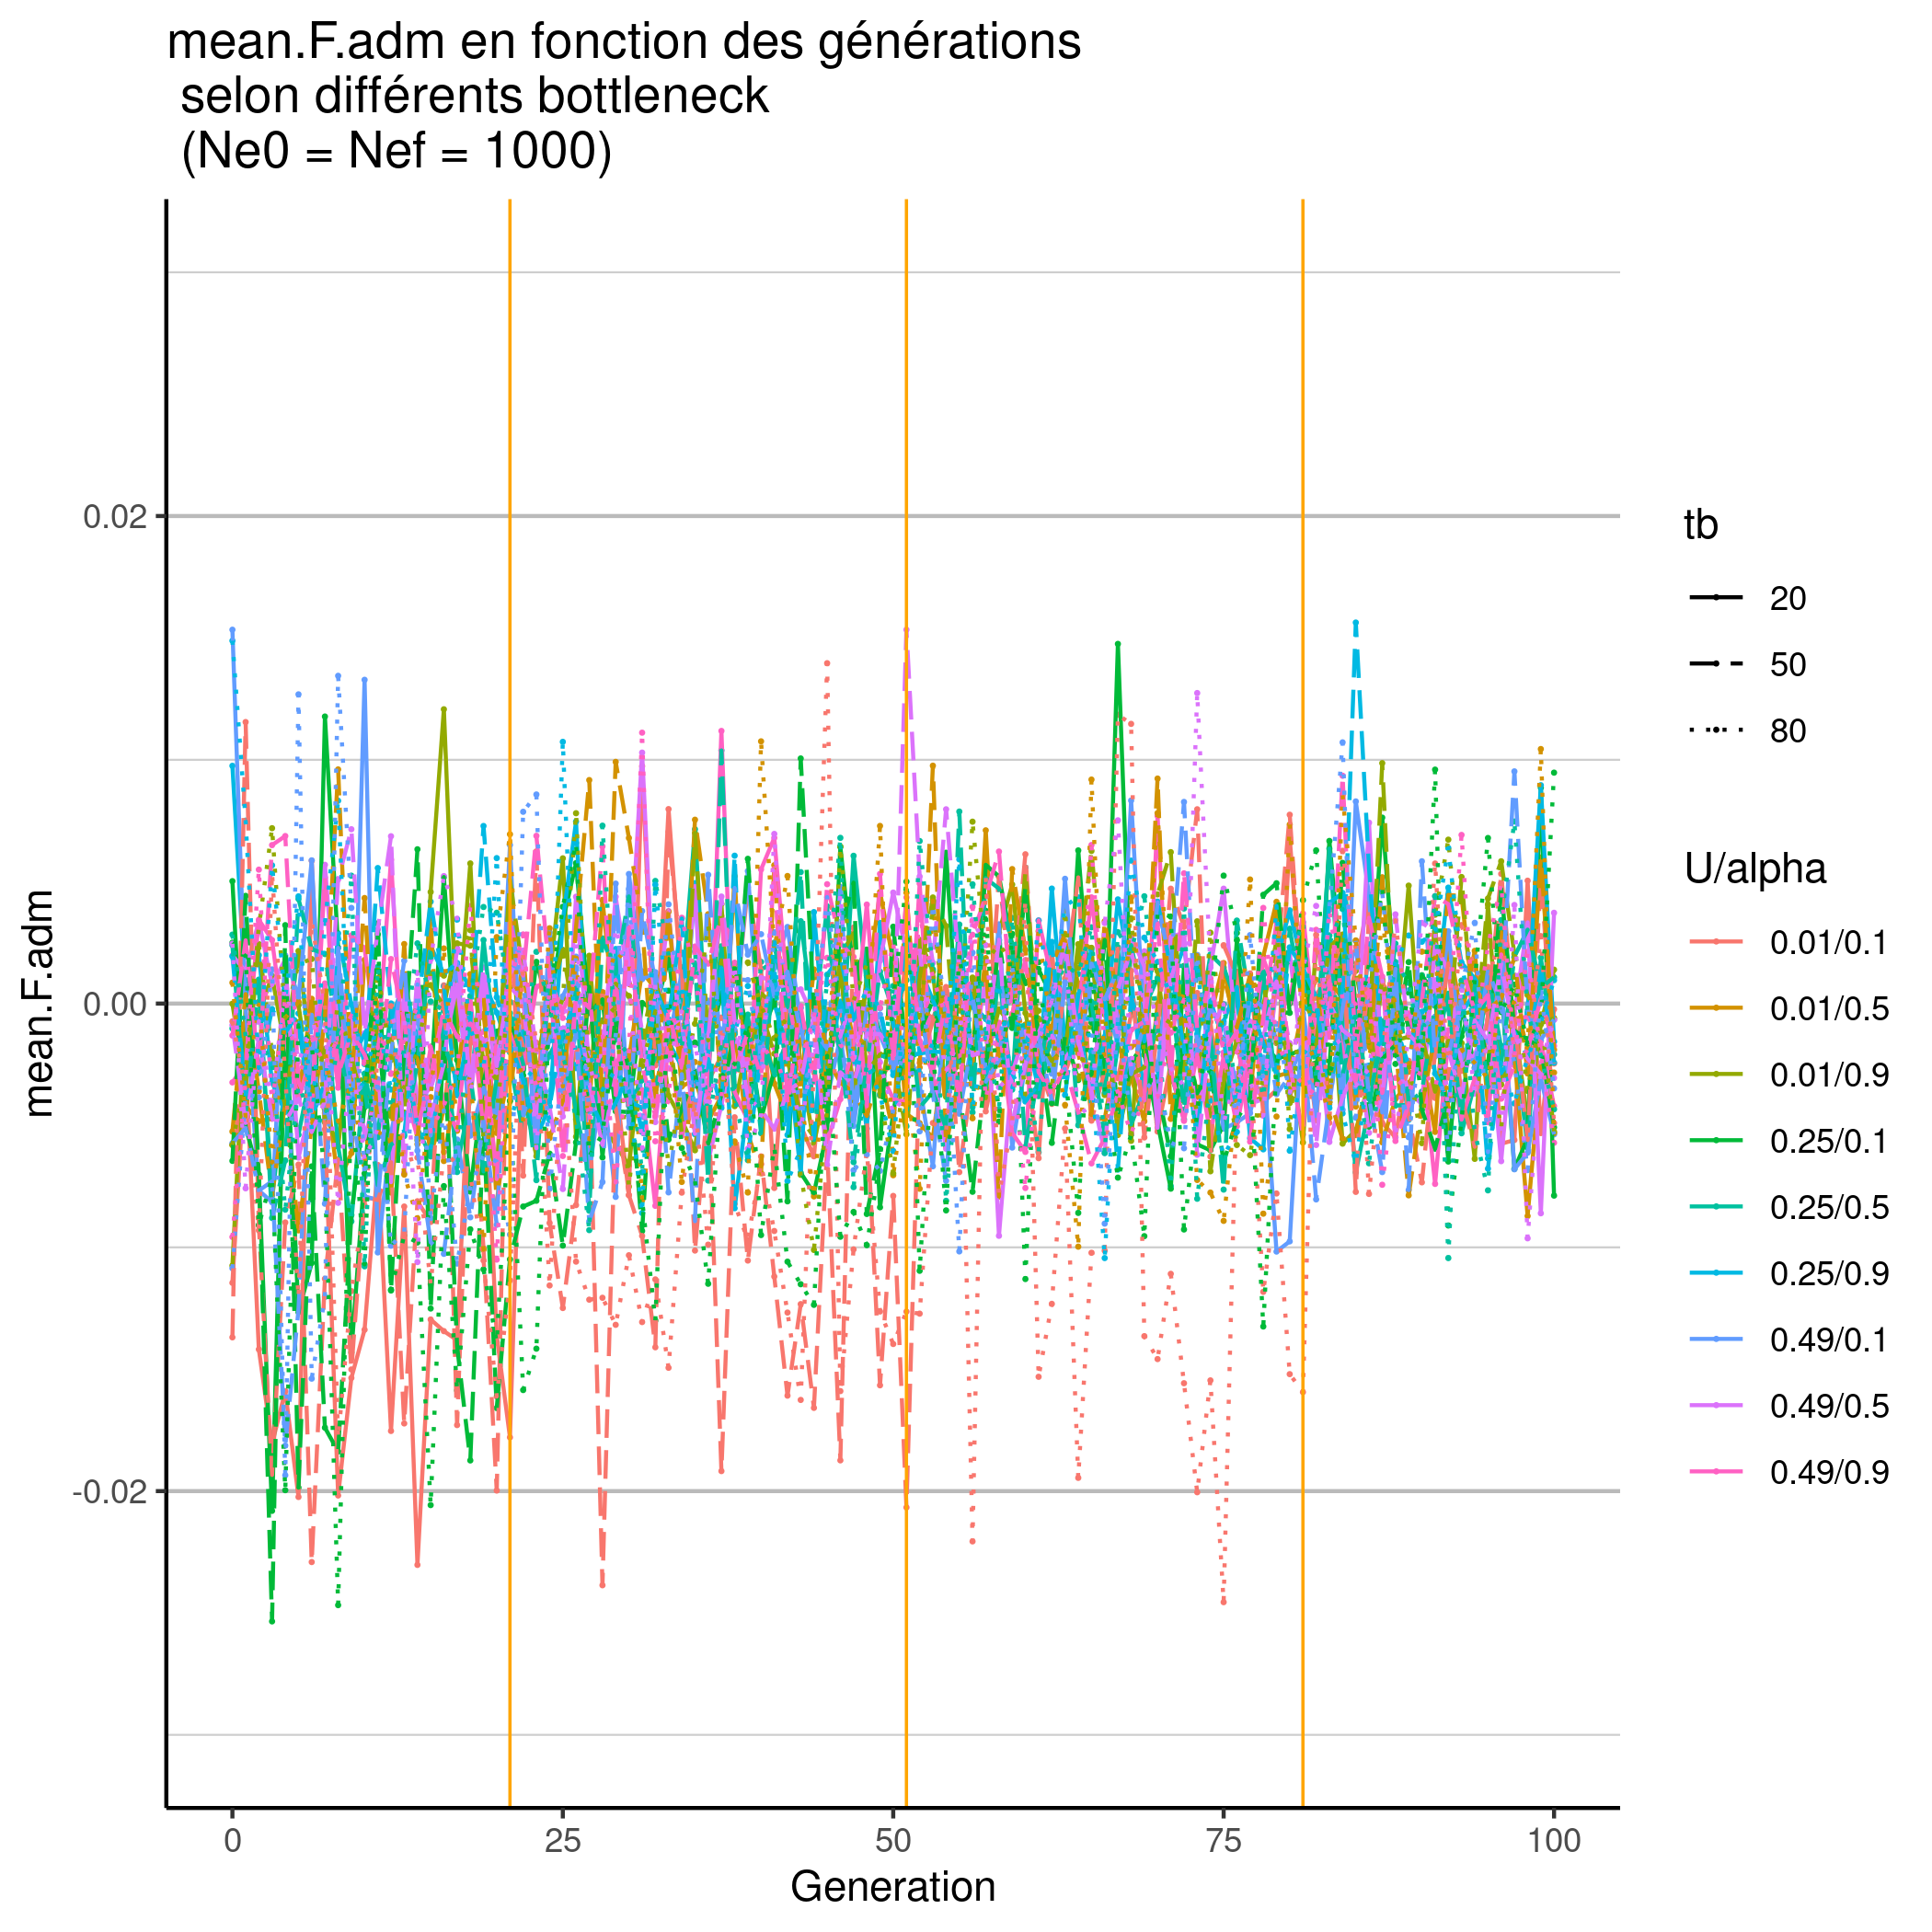 mean.F.adm en fonction des générations
selon différents bottleneck
(Ne0 = Nef = 1000)
mean.F.adm
0.02
0.00
-0.02
0
25
50
75
100
Generation
tb
20
50
80
U/alpha
0.01/0.1
0.01/0.5
0.01/0.9
0.25/0.1
0.25/0.5
0.25/0.9
0.49/0.1
0.49/0.5
0.49/0.9